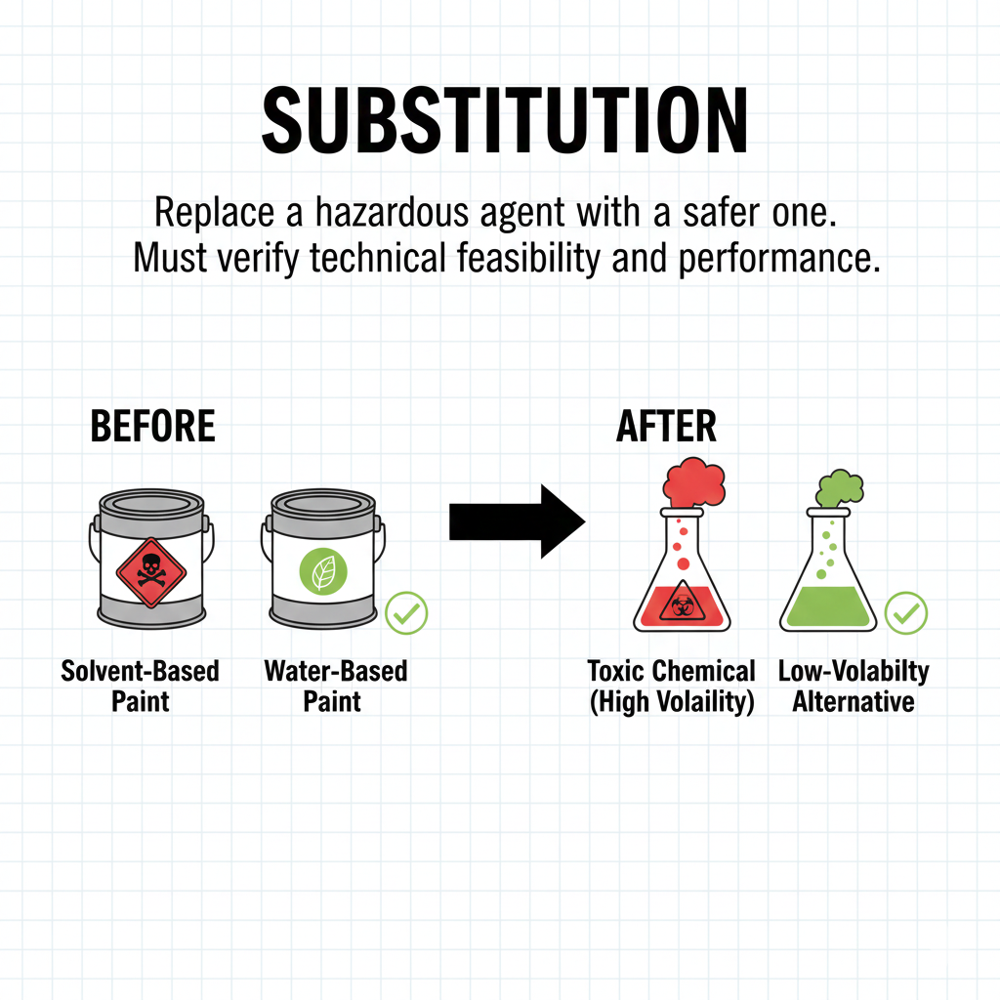 SUBSTITUTION
Replace a hazardous agent with a safer one.
Must verify technical feasibility and performance.
BEFORE
AFTER
Solvent-Based
Paint
Water-Based
Paint
Toxic Chemical
(High Volaility)
Low-Volabilty
Alternative